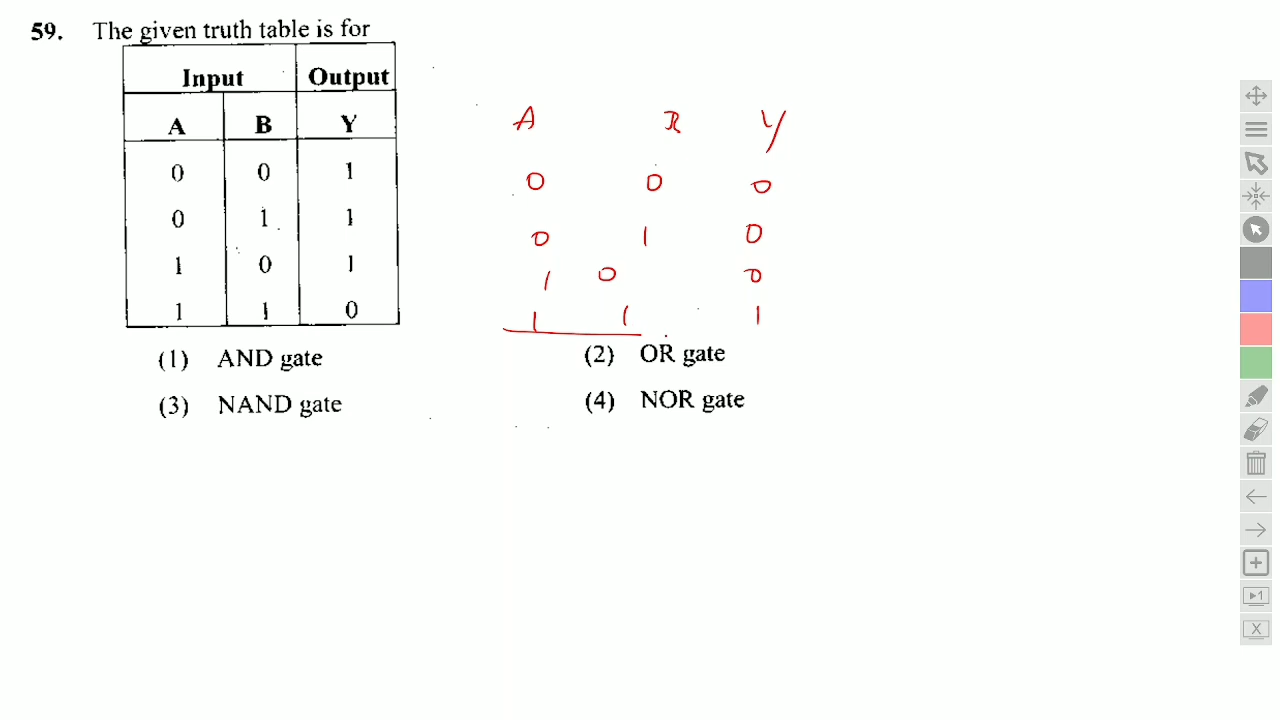 59. The given truth table is for
Input Output
A B Y
0 0 1
0 1 1
1 0 1
1 1 0
A Y
0 0 0
0 1 0
1 0 0
1 1 1
(1) AND gate (2) OR gate
(3) NAND gate (4) NOR gate